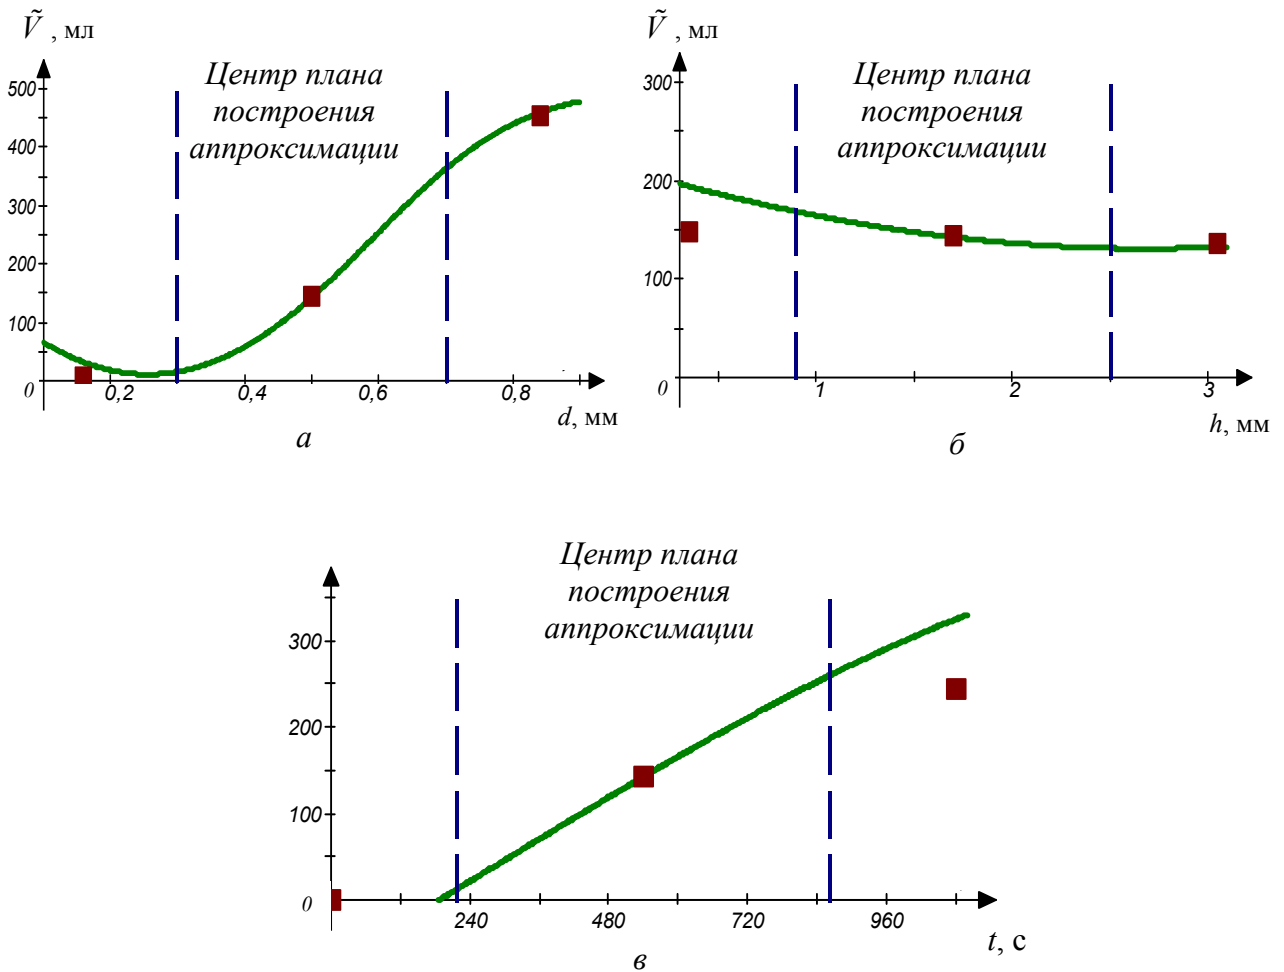 Ṽ , мл
Центр плана
построения
аппроксимации
500
400
300
200
100
0
0,2
0,4
0,6
0,8
d, мм
а
Ṽ , мл
Центр плана
построения
аппроксимации
300
200
100
0
1
2
3
h, мм
б
Центр плана
построения
аппроксимации
300
200
100
0
240
480
720
960
t, с
в